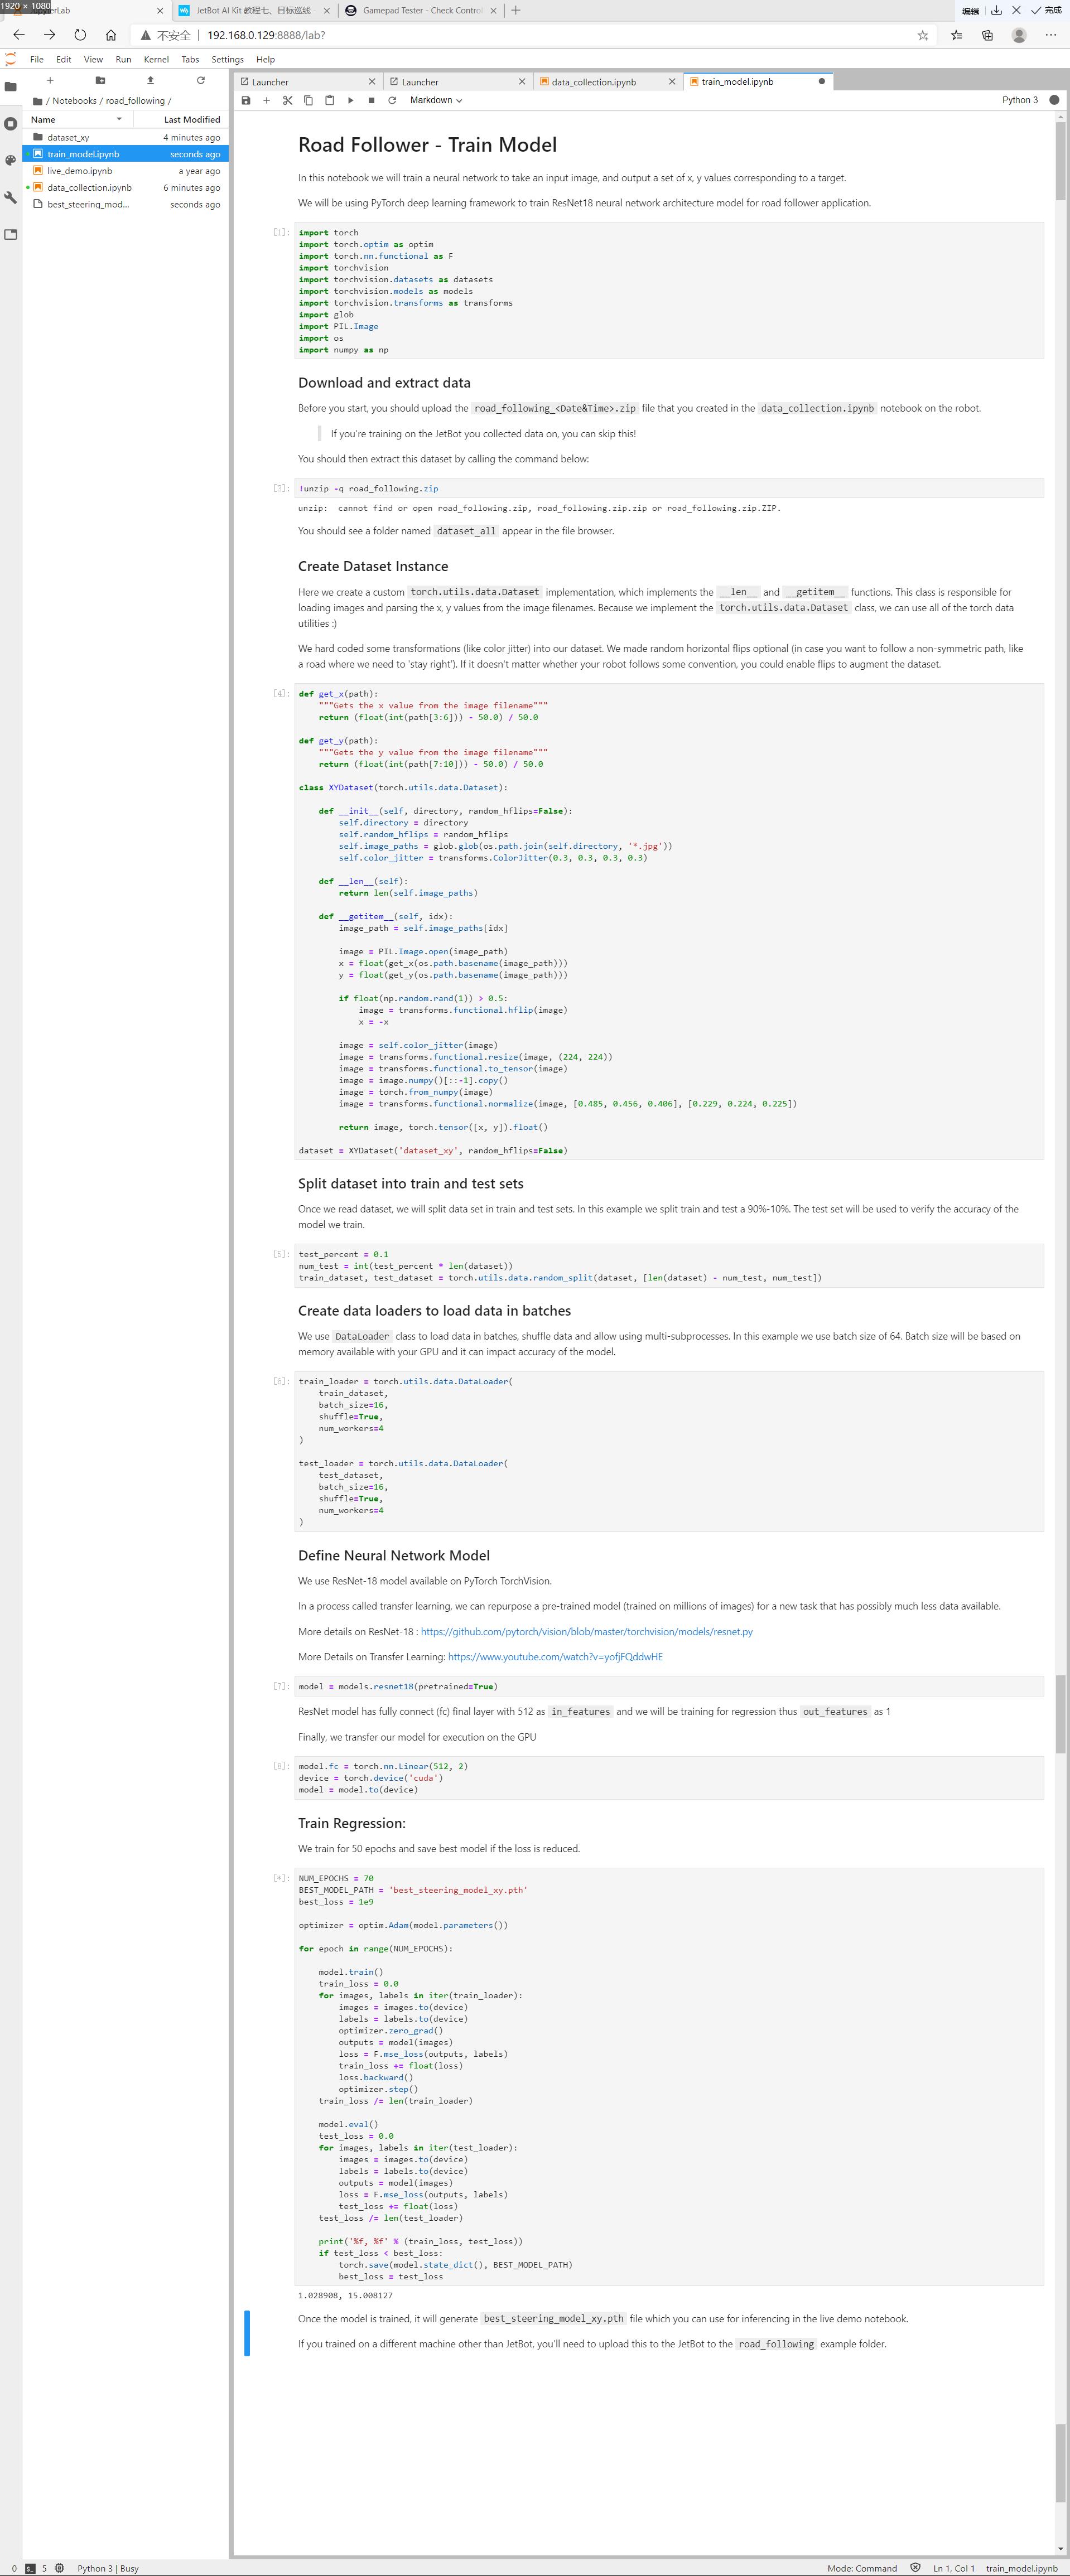 1920 × 1080
JupyterLab
JetBot AI Kit 教程七、目标巡线
Gamepad Tester - Check Control
编辑
完成
不安全
192.168.0.129:8888/lab?
File Edit View Run Kernel Tabs Settings Help
/ Notebooks / road_following /
Name Last Modified
dataset_xy 4 minutes ago
train_model.ipynb seconds ago
live_demo.ipynb a year ago
data_collection.ipynb 6 minutes ago
best_steering_mod... seconds ago
Launcher Launcher data_collection.ipynb train_model.ipynb
Markdown Python 3
Road Follower - Train Model
In this notebook we will train a neural network to take an input image, and output a set of x, y values corresponding to a target.
We will be using PyTorch deep learning framework to train ResNet18 neural network architecture model for road follower application.
[1]: import torch
import torch.optim as optim
import torch.nn.functional as F
import torchvision
import torchvision.datasets as datasets
import torchvision.models as models
import torchvision.transforms as transforms
import glob
import PIL.Image
import os
import numpy as np
Download and extract data
Before you start, you should upload the road_following_<Date&Time>.zip file that you created in the data_collection.ipynb notebook on the robot.
If you're training on the JetBot you collected data on, you can skip this!
You should then extract this dataset by calling the command below:
[3]: !unzip -q road_following.zip
unzip:  cannot find or open road_following.zip, road_following.zip.zip or road_following.zip.ZIP.
You should see a folder named dataset_all appear in the file browser.
Create Dataset Instance
Here we create a custom torch.utils.data.Dataset implementation, which implements the __len__ and __getitem__ functions. This class is responsible for
loading images and parsing the x, y values from the image filenames. Because we implement the torch.utils.data.Dataset class, we can use all of the torch data
utilities :)
We hard coded some transformations (like color jitter) into our dataset. We made random horizontal flips optional (in case you want to follow a non-symmetric path, like
a road where we need to 'stay right'). If it doesn't matter whether your robot follows some convention, you could enable flips to augment the dataset.
[4]: def get_x(path):
    """Gets the x value from the image filename"""
    return (float(int(path[3:6])) - 50.0) / 50.0
def get_y(path):
    """Gets the y value from the image filename"""
    return (float(int(path[7:10])) - 50.0) / 50.0
class XYDataset(torch.utils.data.Dataset):
    def __init__(self, directory, random_hflips=False):
        self.directory = directory
        self.random_hflips = random_hflips
        self.image_paths = glob.glob(os.path.join(self.directory, '*.jpg'))
        self.color_jitter = transforms.ColorJitter(0.3, 0.3, 0.3, 0.3)
    def __len__(self):
        return len(self.image_paths)
    def __getitem__(self, idx):
        image_path = self.image_paths[idx]
        image = PIL.Image.open(image_path)
        x = float(get_x(os.path.basename(image_path)))
        y = float(get_y(os.path.basename(image_path)))
        if float(np.random.rand(1)) > 0.5:
            image = transforms.functional.hflip(image)
            x = -x
        image = self.color_jitter(image)
        image = transforms.functional.resize(image, (224, 224))
        image = transforms.functional.to_tensor(image)
        image = image.numpy()[::-1].copy()
        image = torch.from_numpy(image)
        image = transforms.functional.normalize(image, [0.485, 0.456, 0.406], [0.229, 0.224, 0.225])
        return image, torch.tensor([x, y]).float()
dataset = XYDataset('dataset_xy', random_hflips=False)
Split dataset into train and test sets
Once we read dataset, we will split data set in train and test sets. In this example we split train and test a 90%-10%. The test set will be used to verify the accuracy of the
model we train.
[5]: test_percent = 0.1
num_test = int(test_percent * len(dataset))
train_dataset, test_dataset = torch.utils.data.random_split(dataset, [len(dataset) - num_test, num_test])
Create data loaders to load data in batches
We use DataLoader class to load data in batches, shuffle data and allow using multi-subprocesses. In this example we use batch size of 64. Batch size will be based on
memory available with your GPU and it can impact accuracy of the model.
[6]: train_loader = torch.utils.data.DataLoader(
    train_dataset,
    batch_size=16,
    shuffle=True,
    num_workers=4
)
test_loader = torch.utils.data.DataLoader(
    test_dataset,
    batch_size=16,
    shuffle=True,
    num_workers=4
)
Define Neural Network Model
We use ResNet-18 model available on PyTorch TorchVision.
In a process called transfer learning, we can repurpose a pre-trained model (trained on millions of images) for a new task that has possibly much less data available.
More details on ResNet-18 : https://github.com/pytorch/vision/blob/master/torchvision/models/resnet.py
More Details on Transfer Learning: https://www.youtube.com/watch?v=yofjFQddwHE
[7]: model = models.resnet18(pretrained=True)
ResNet model has fully connect (fc) final layer with 512 as in_features and we will be training for regression thus out_features as 1
Finally, we transfer our model for execution on the GPU
[8]: model.fc = torch.nn.Linear(512, 2)
device = torch.device('cuda')
model = model.to(device)
Train Regression:
We train for 50 epochs and save best model if the loss is reduced.
[*]: NUM_EPOCHS = 70
BEST_MODEL_PATH = 'best_steering_model_xy.pth'
best_loss = 1e9
optimizer = optim.Adam(model.parameters())
for epoch in range(NUM_EPOCHS):
    model.train()
    train_loss = 0.0
    for images, labels in iter(train_loader):
        images = images.to(device)
        labels = labels.to(device)
        optimizer.zero_grad()
        outputs = model(images)
        loss = F.mse_loss(outputs, labels)
        train_loss += float(loss)
        loss.backward()
        optimizer.step()
    train_loss /= len(train_loader)
    model.eval()
    test_loss = 0.0
    for images, labels in iter(test_loader):
        images = images.to(device)
        labels = labels.to(device)
        outputs = model(images)
        loss = F.mse_loss(outputs, labels)
        test_loss += float(loss)
    test_loss /= len(test_loader)
    print('%f, %f' % (train_loss, test_loss))
    if test_loss < best_loss:
        torch.save(model.state_dict(), BEST_MODEL_PATH)
        best_loss = test_loss
1.028908, 15.008127
Once the model is trained, it will generate best_steering_model_xy.pth file which you can use for inferencing in the live demo notebook.
If you trained on a different machine other than JetBot, you'll need to upload this to the JetBot to the road_following example folder.
0 5 Python 3 | Busy Mode: Command Ln 1, Col 1 train_model.ipynb